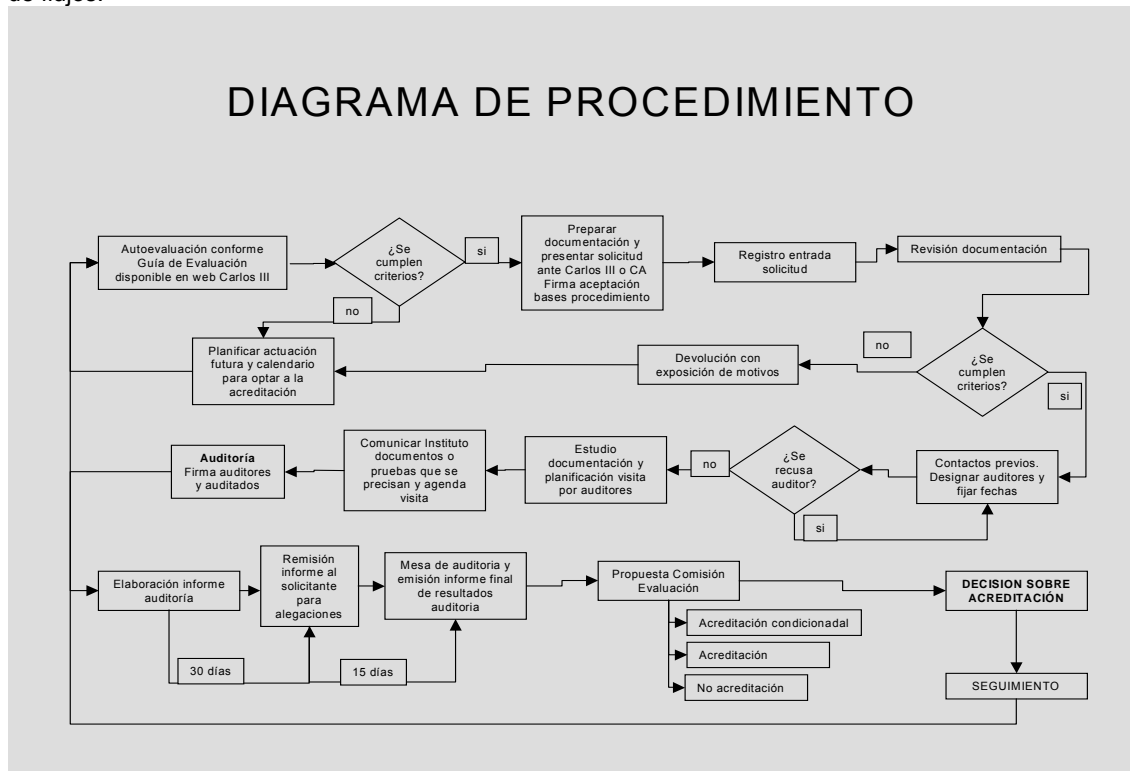 de flujos.
DIAGRAMA DE PROCEDIMIENTO
Autoevaluación conforme
Guía de Evaluación
disponible en web Carlos III
¿Se
cumplen
criterios?
si
Preparar
documentación y
presentar solicitud
ante Carlos III o CA
Firma aceptación
bases procedimiento
Registro entrada
solicitud
Revisión documentación
no
Planificar actuación
futura y calendario
para optar a la
acreditación
Devolución con
exposición de motivos
no
¿Se
cumplen
criterios?
si
Auditoría
Firma auditores
y auditados
Comunicar Instituto
documentos o
pruebas que se
precisan y agenda
visita
Estudio
documentación y
planificación visita
por auditores
no
¿Se
recusa
auditor?
si
Contactos previos.
Designar auditores y
fijar fechas
Elaboración informe
auditoría
Remisión
informe al
solicitante
para
alegaciones
Mesa de auditoria y
emisión informe final
de resultados
auditoria
Propuesta Comisión
Evaluación
DECISION SOBRE
ACREDITACIÓN
Acreditación condicionadal
Acreditación
No acreditación
30 días
15 días
SEGUIMIENTO